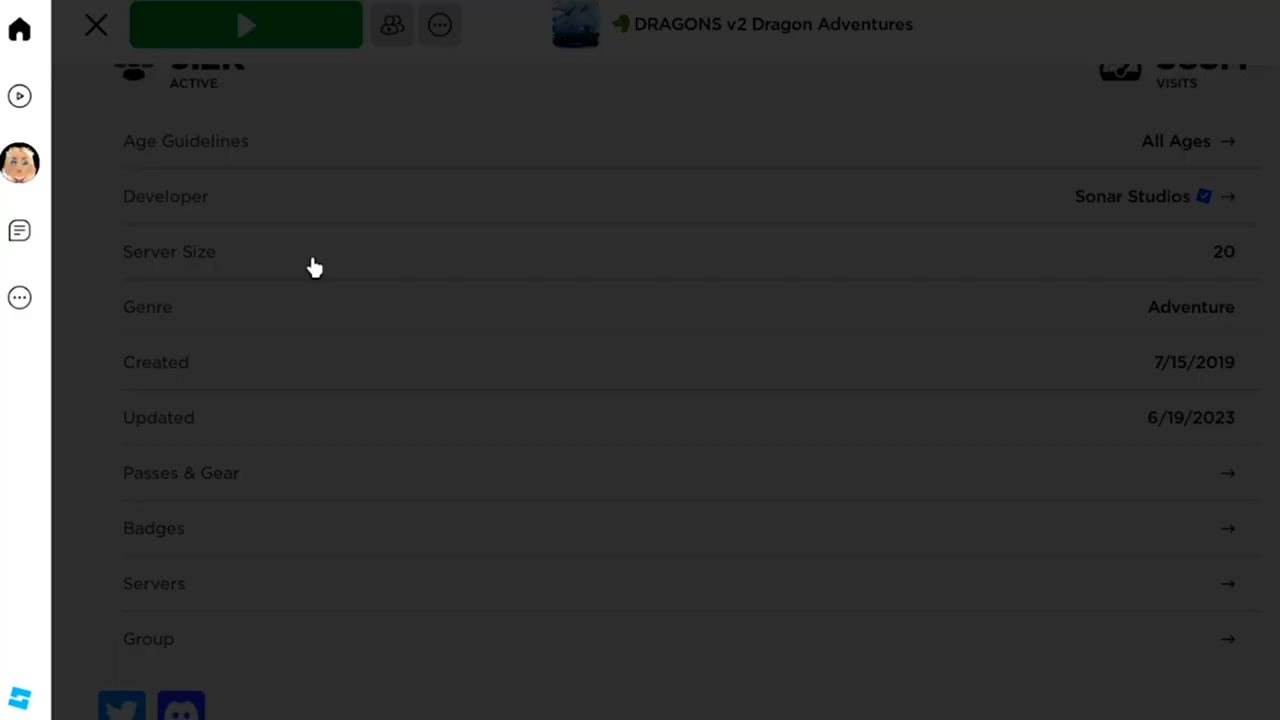 🐉 DRAGONS v2 Dragon Adventures
ACTIVE
VISITS
Age Guidelines
All Ages →
Developer
Sonar Studios →
Server Size
20
Genre
Adventure
Created
7/15/2019
Updated
6/19/2023
Passes & Gear →
Badges →
Servers →
Group →